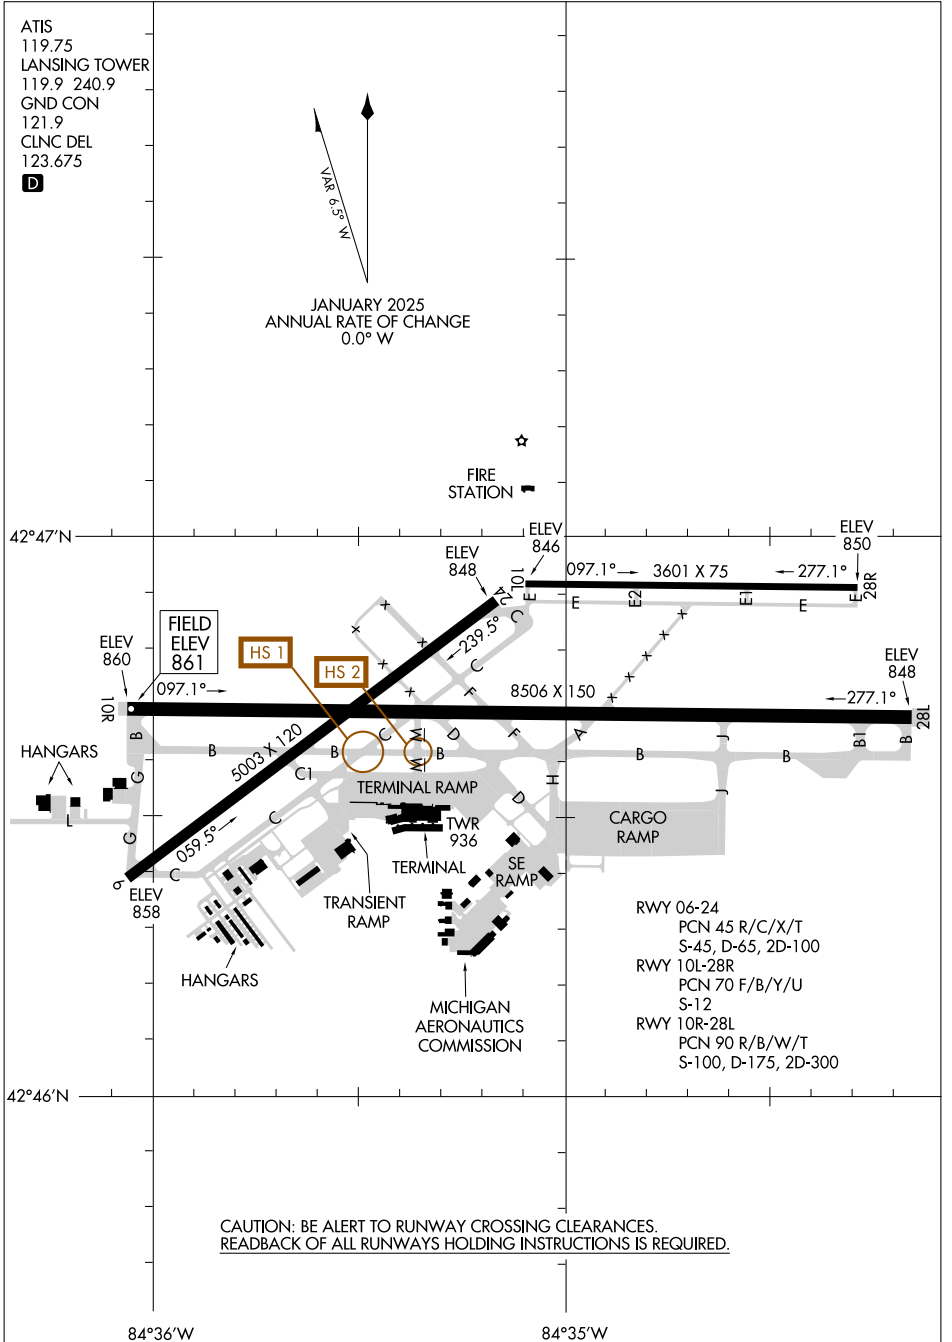 ATIS
119.75
LANSING TOWER
119.9 240.9
GND CON
121.9
CLNC DEL
123.675
D
VAR 6.5° W
JANUARY 2025
ANNUAL RATE OF CHANGE
0.0° W
FIRE
STATION
42°47'N
ELEV
846
ELEV
850
ELEV
848
10L
097.1°
3601 X 75
277.1°
28R
24
E
E
E2
E1
E
E
C
239.5°
FIELD
ELEV
861
ELEV
860
HS 1
HS 2
C
F
ELEV
848
10R
097.1°
8506 X 150
277.1°
28L
B
B
5003 X 120
B
C
W
W
B
D
F
A
B
J
B
B1
B
HANGARS
G
C1
TERMINAL RAMP
H
J
D
L
G
059.5°
C
TWR
936
CARGO
RAMP
TERMINAL
SE
RAMP
6
C
ELEV
858
TRANSIENT
RAMP
HANGARS
MICHIGAN
AERONAUTICS
COMMISSION
RWY 06-24
PCN 45 R/C/X/T
S-45, D-65, 2D-100
RWY 10L-28R
PCN 70 F/B/Y/U
S-12
RWY 10R-28L
PCN 90 R/B/W/T
S-100, D-175, 2D-300
42°46'N
CAUTION: BE ALERT TO RUNWAY CROSSING CLEARANCES.
READBACK OF ALL RUNWAYS HOLDING INSTRUCTIONS IS REQUIRED.
84°36'W
84°35'W